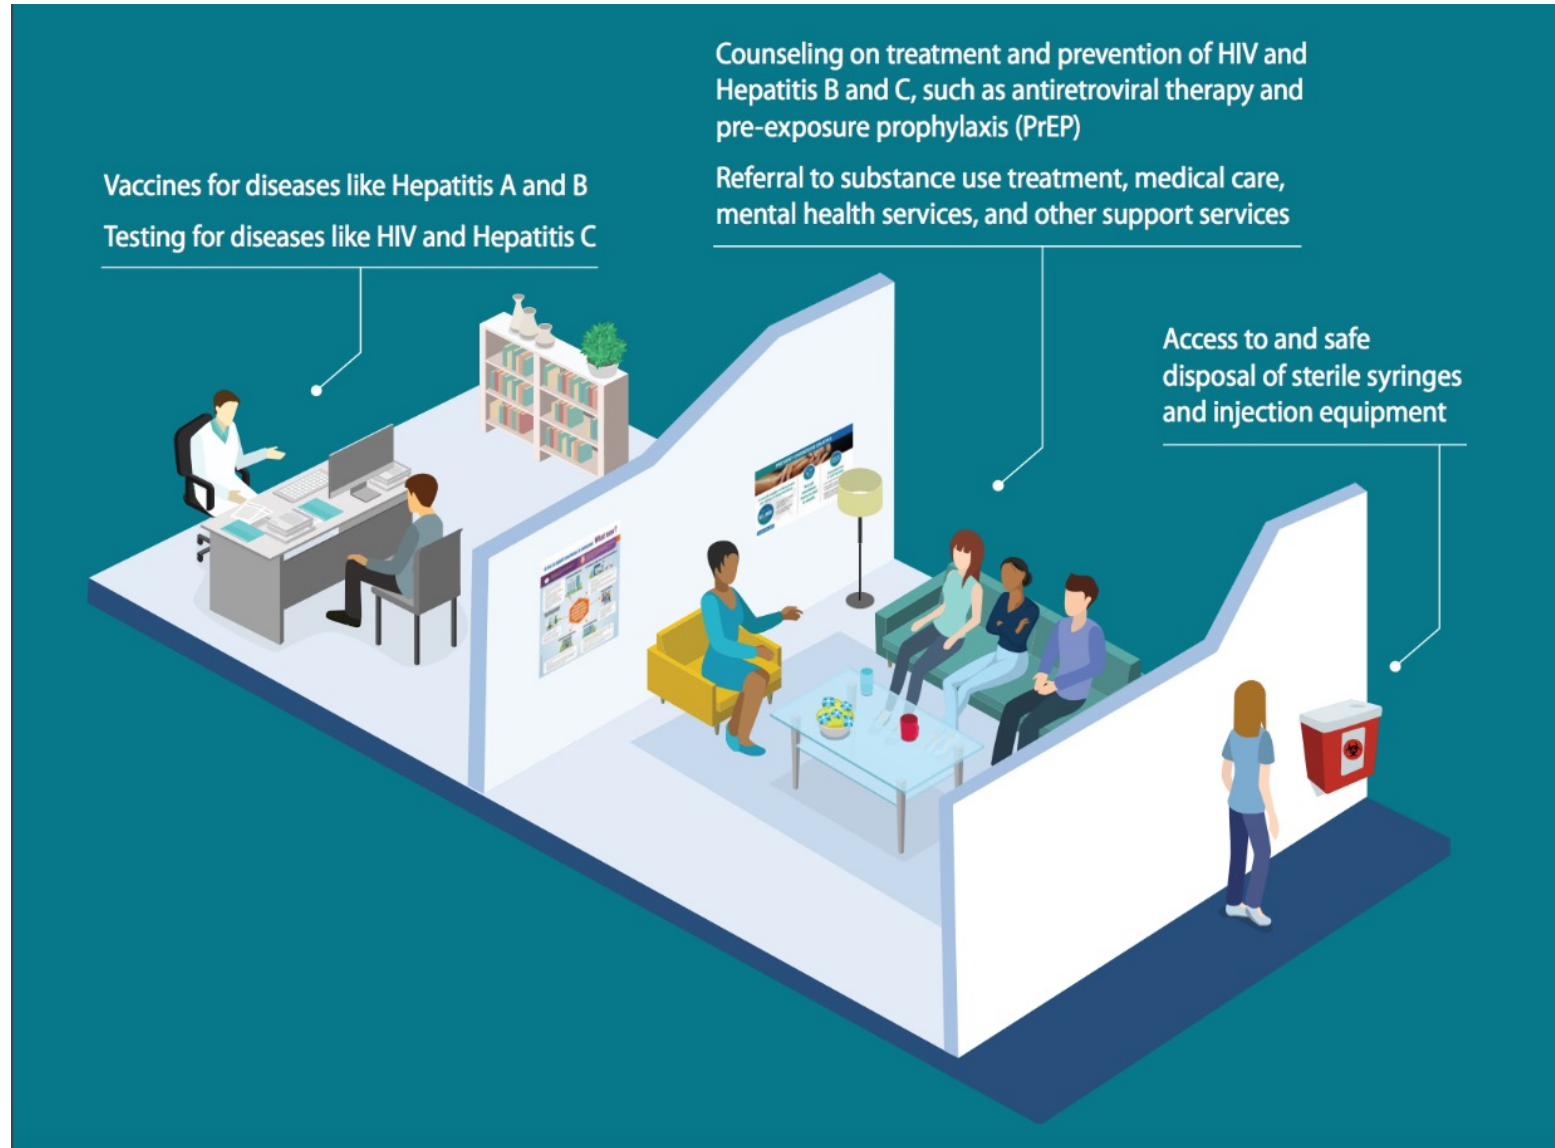 Counseling on treatment and prevention of HIV and
Hepatitis B and C, such as antiretroviral therapy and
pre-exposure prophylaxis (PrEP)
Referral to substance use treatment, medical care,
mental health services, and other support services
Vaccines for diseases like Hepatitis A and B
Testing for diseases like HIV and Hepatitis C
Access to and safe
disposal of sterile syringes
and injection equipment
What now?